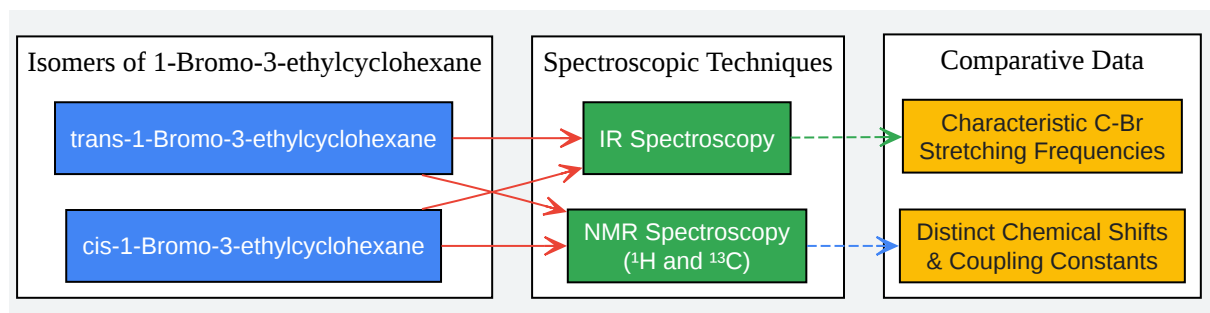 Isomers of 1-Bromo-3-ethylcyclohexane
trans-1-Bromo-3-ethylcyclohexane
cis-1-Bromo-3-ethylcyclohexane
Spectroscopic Techniques
IR Spectroscopy
NMR Spectroscopy
(¹H and ¹³C)
Comparative Data
Characteristic C-Br
Stretching Frequencies
Distinct Chemical Shifts
& Coupling Constants